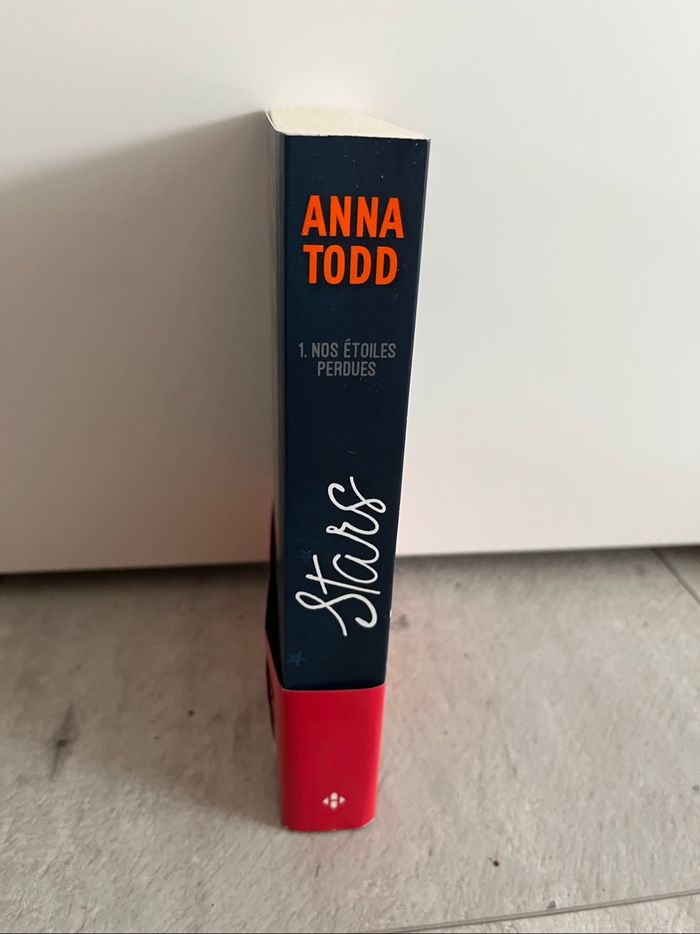 ANNA
TODD
1. NOS ÉTOILES
PERDUES
Stars